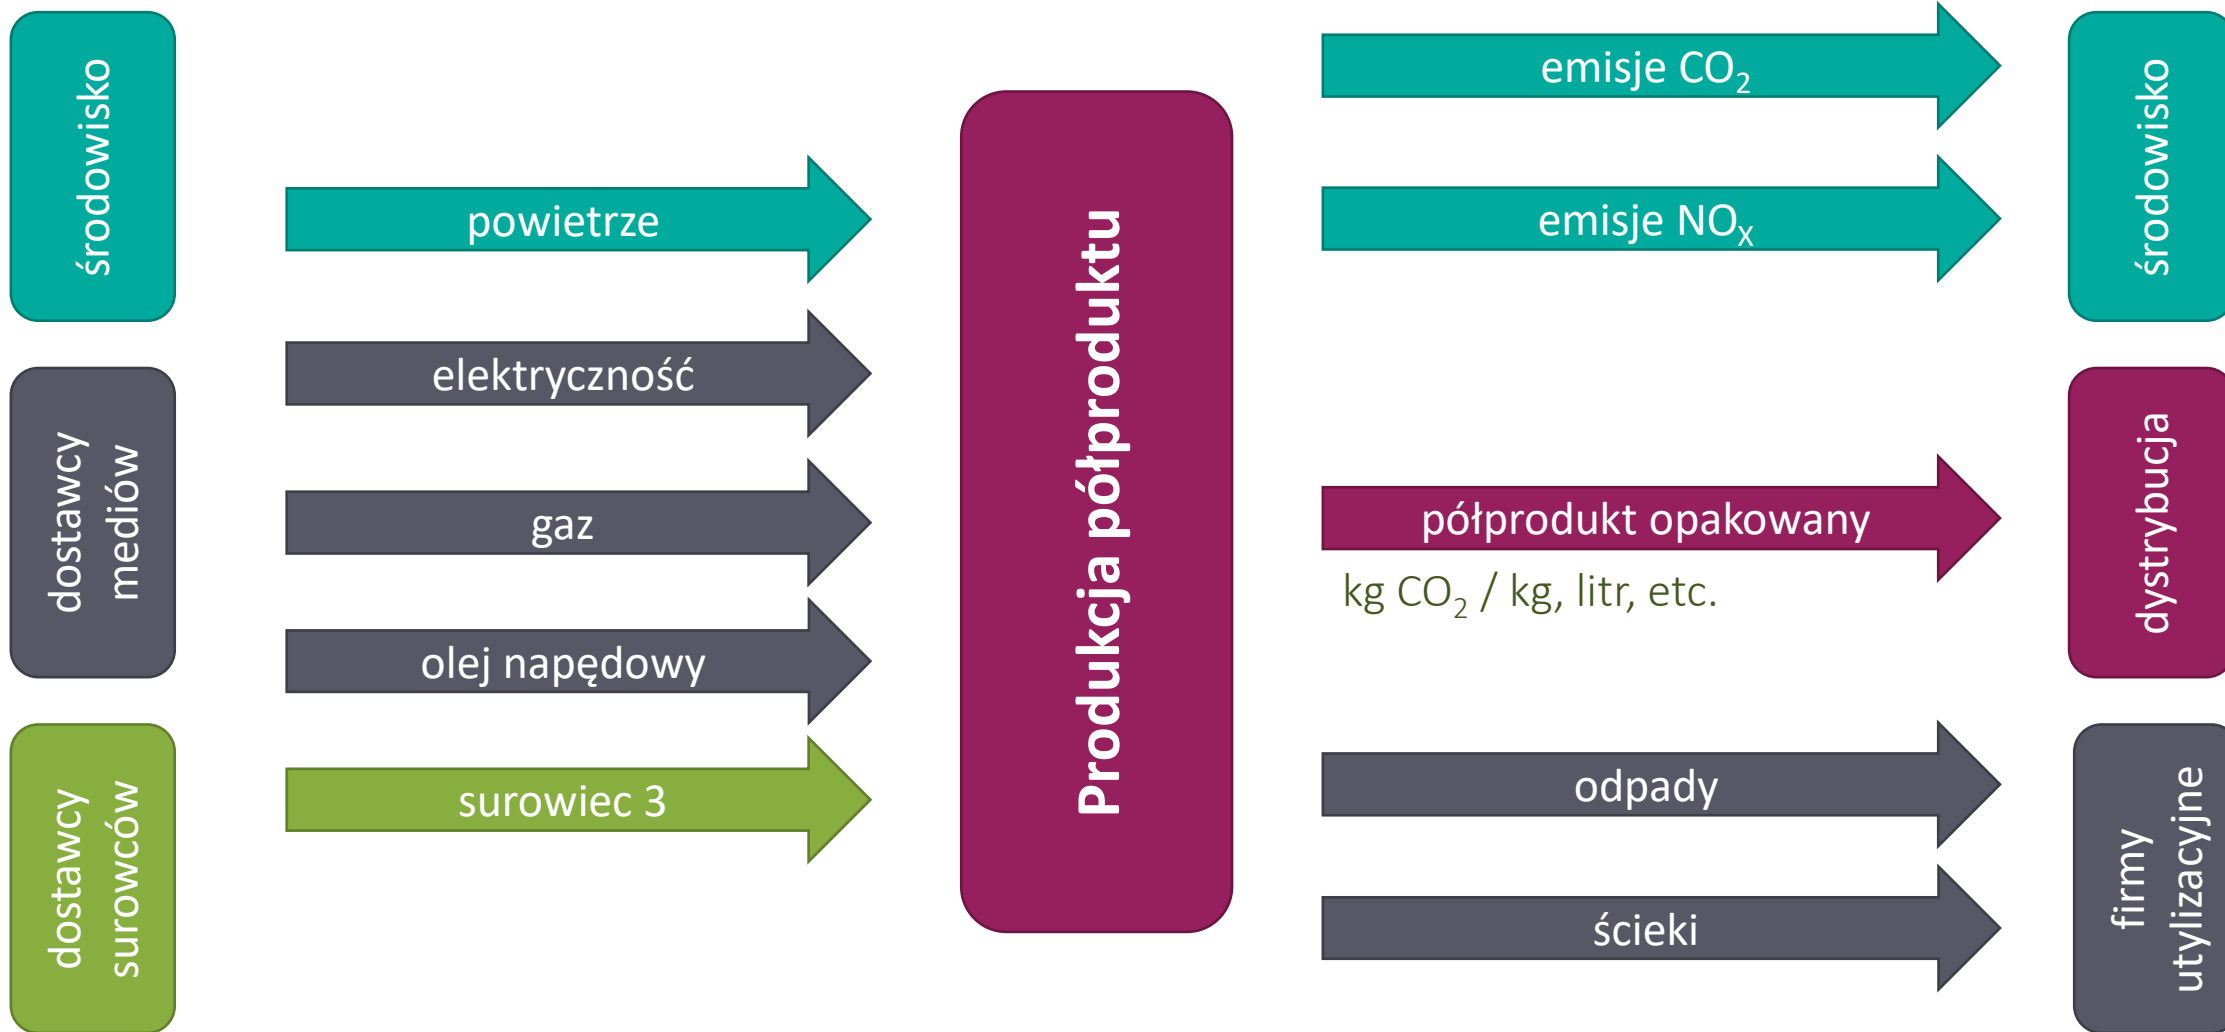 środowisko
dostawcy
mediów
dostawcy
surowców
powietrze
elektryczność
gaz
olej napędowy
surowiec 3
Produkcja półproduktu
emisje CO₂
emisje NOₓ
półprodukt opakowany
kg CO₂ / kg, litr, etc.
odpady
ścieki
środowisko
dystrybucja
firmy
utylizacyjne